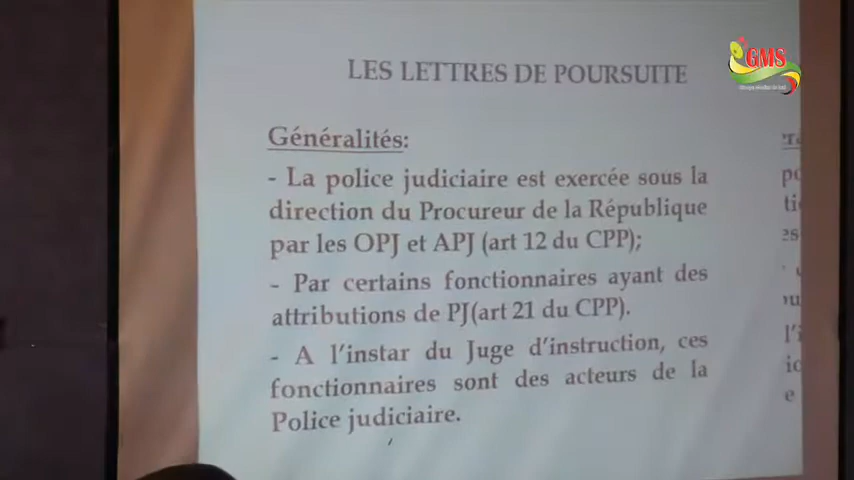 GMS
LES LETTRES DE POURSUITE
Généralités:
- La police judiciaire est exercée sous la
direction du Procureur de la République
par les OPJ et APJ (art 12 du CPP);
- Par certains fonctionnaires ayant des
attributions de PJ(art 21 du CPP).
- A l'instar du Juge d'instruction, ces
fonctionnaires sont des acteurs de la
Police judiciaire.